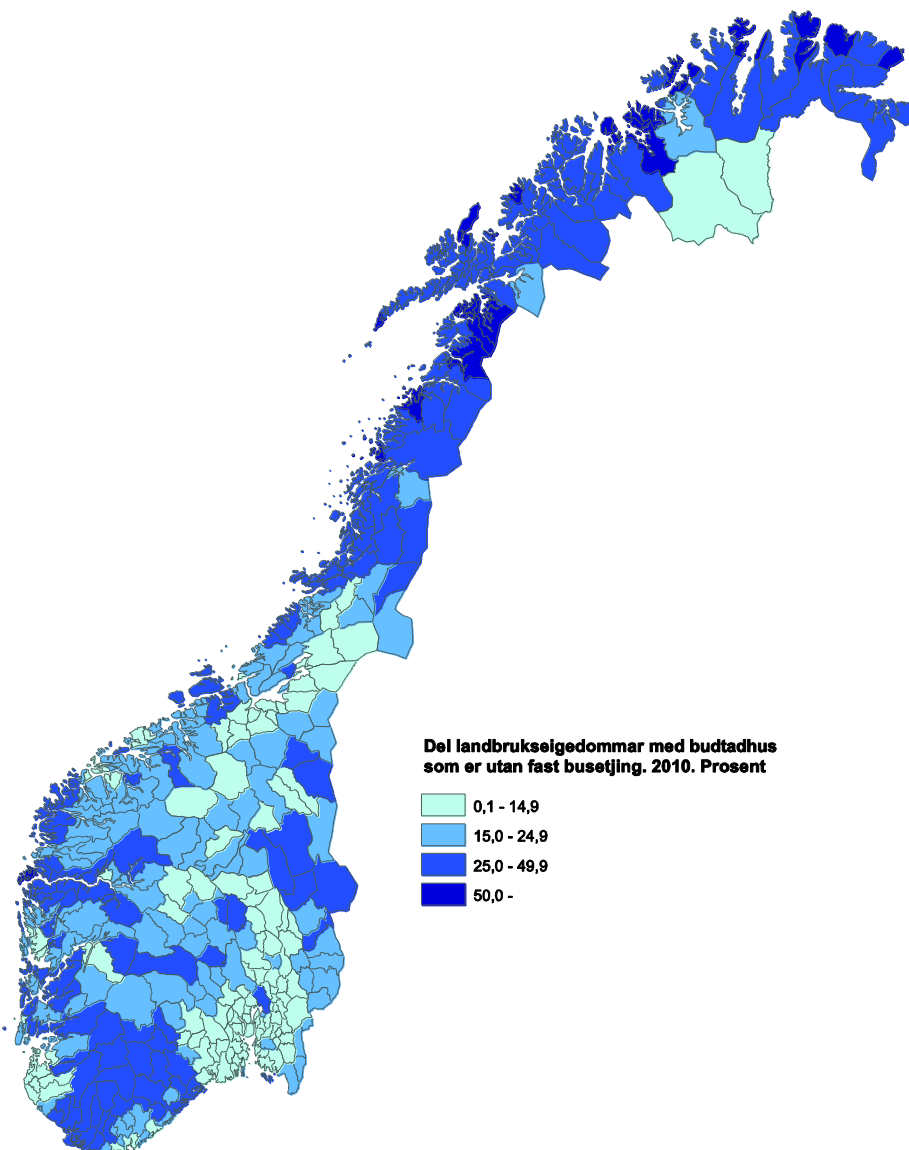 Del landbrukseigedommar med budtadhus
som er utan fast busetjing. 2010. Prosent
0,1 - 14,9
15,0 - 24,9
25,0 - 49,9
50,0 -